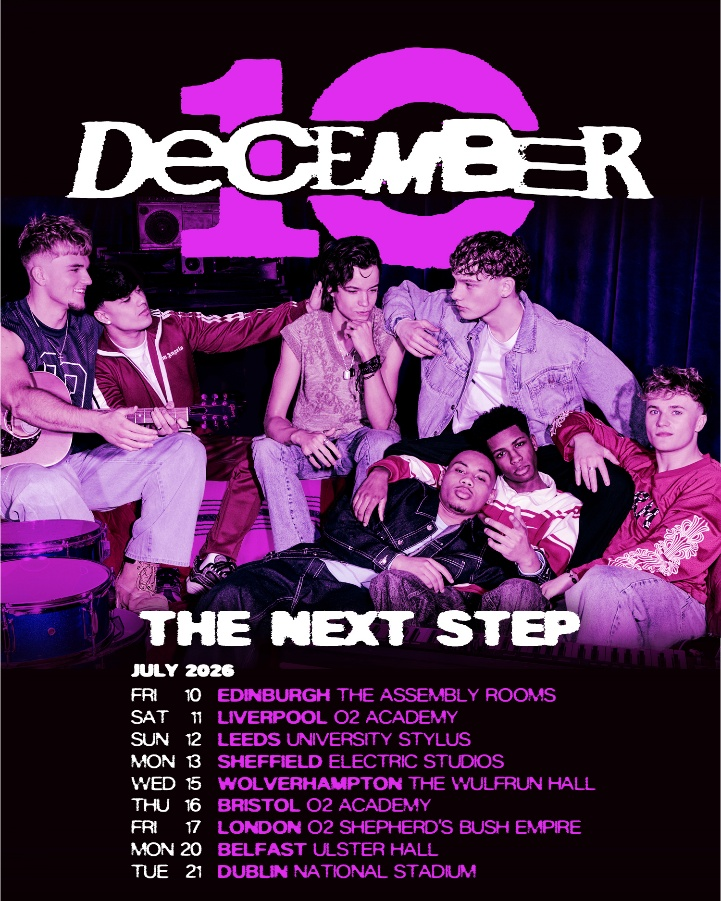 DeCEMBER
10
THE NEXT STEP
JULY 2026
FRI 10 EDINBURGH THE ASSEMBLY ROOMS
SAT 11 LIVERPOOL O2 ACADEMY
SUN 12 LEEDS UNIVERSITY STYLUS
MON 13 SHEFFIELD ELECTRIC STUDIOS
WED 15 WOLVERHAMPTON THE WULFRUN HALL
THU 16 BRISTOL O2 ACADEMY
FRI 17 LONDON O2 SHEPHERD'S BUSH EMPIRE
MON 20 BELFAST ULSTER HALL
TUE 21 DUBLIN NATIONAL STADIUM